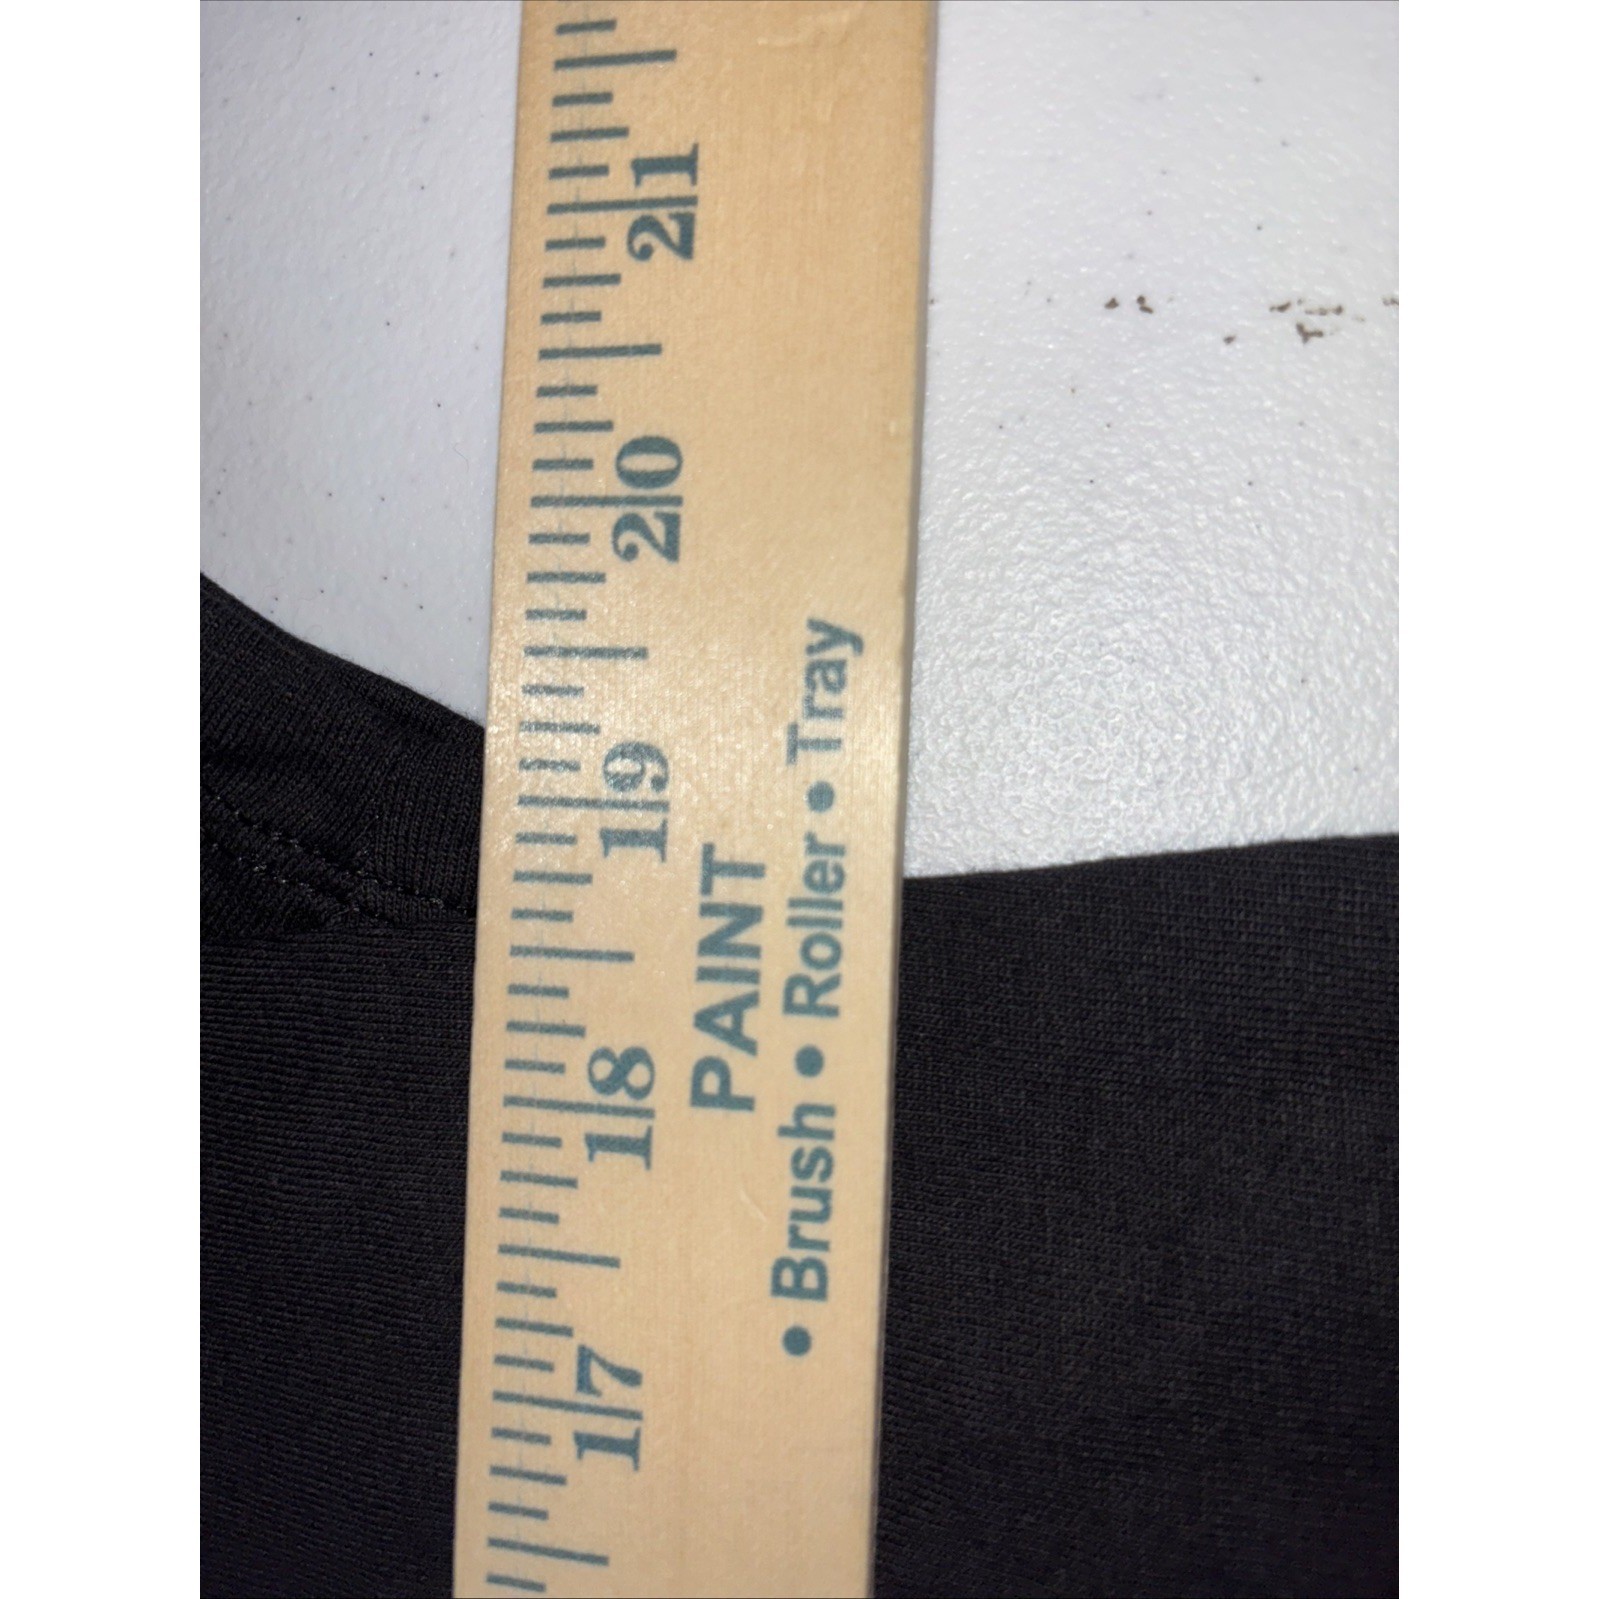 21
20
19
18
17
PAINT
• Brush • Roller • Tray